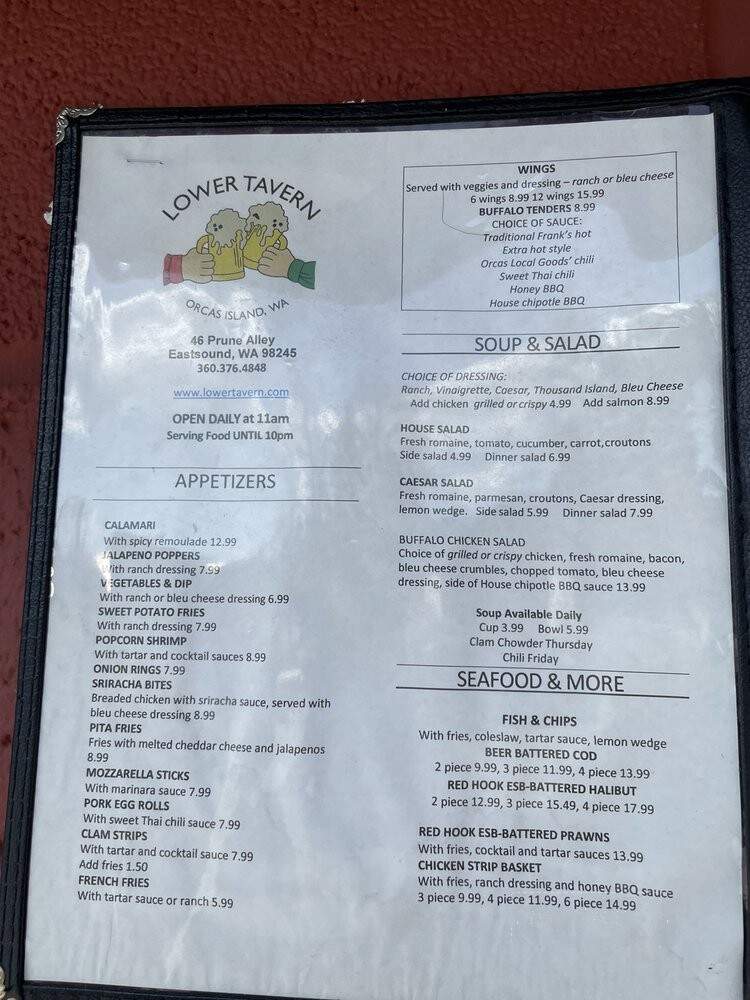 LOWER TAVERN
ORCAS ISLAND, WA
46 Prune Alley
Eastsound, WA 98245
360.376.4848
www.lowertavern.com
OPEN DAILY at 11am
Serving Food UNTIL 10pm
APPETIZERS
CALAMARI
With spicy remoulade 12.99
JALAPENO POPPERS
With ranch dressing 7.99
VEGETABLES & DIP
With ranch or bleu cheese dressing 6.99
SWEET POTATO FRIES
With ranch dressing 7.99
POPCORN SHRIMP
With tartar and cocktail sauces 8.99
ONION RINGS 7.99
SRIRACHA BITES
Breaded chicken with sriracha sauce, served with
bleu cheese dressing 8.99
PITA FRIES
Fries with melted cheddar cheese and jalapenos
8.99
MOZZARELLA STICKS
With marinara sauce 7.99
PORK EGG ROLLS
With sweet Thai chili sauce 7.99
CLAM STRIPS
With tartar and cocktail sauce 7.99
Add fries 1.50
FRENCH FRIES
With tartar sauce or ranch 5.99
WINGS
Served with veggies and dressing – ranch or bleu cheese
6 wings 8.99 12 wings 15.99
BUFFALO TENDERS 8.99
CHOICE OF SAUCE:
Traditional Frank's hot
Extra hot style
Orcas Local Goods' chili
Sweet Thai chili
Honey BBQ
House chipotle BBQ
SOUP & SALAD
CHOICE OF DRESSING:
Ranch, Vinaigrette, Caesar, Thousand Island, Bleu Cheese
Add chicken grilled or crispy 4.99 Add salmon 8.99
HOUSE SALAD
Fresh romaine, tomato, cucumber, carrot,croutons
Side salad 4.99 Dinner salad 6.99
CAESAR SALAD
Fresh romaine, parmesan, croutons, Caesar dressing,
lemon wedge. Side salad 5.99 Dinner salad 7.99
BUFFALO CHICKEN SALAD
Choice of grilled or crispy chicken, fresh romaine, bacon,
bleu cheese crumbles, chopped tomato, bleu cheese
dressing, side of House chipotle BBQ sauce 13.99
Soup Available Daily
Cup 3.99 Bowl 5.99
Clam Chowder Thursday
Chili Friday
SEAFOOD & MORE
FISH & CHIPS
With fries, coleslaw, tartar sauce, lemon wedge
BEER BATTERED COD
2 piece 9.99, 3 piece 11.99, 4 piece 13.99
RED HOOK ESB-BATTERED HALIBUT
2 piece 12.99, 3 piece 15.49, 4 piece 17.99
RED HOOK ESB-BATTERED PRAWNS
With fries, cocktail and tartar sauces 13.99
CHICKEN STRIP BASKET
With fries, ranch dressing and honey BBQ sauce
3 piece 9.99, 4 piece 11.99, 6 piece 14.99